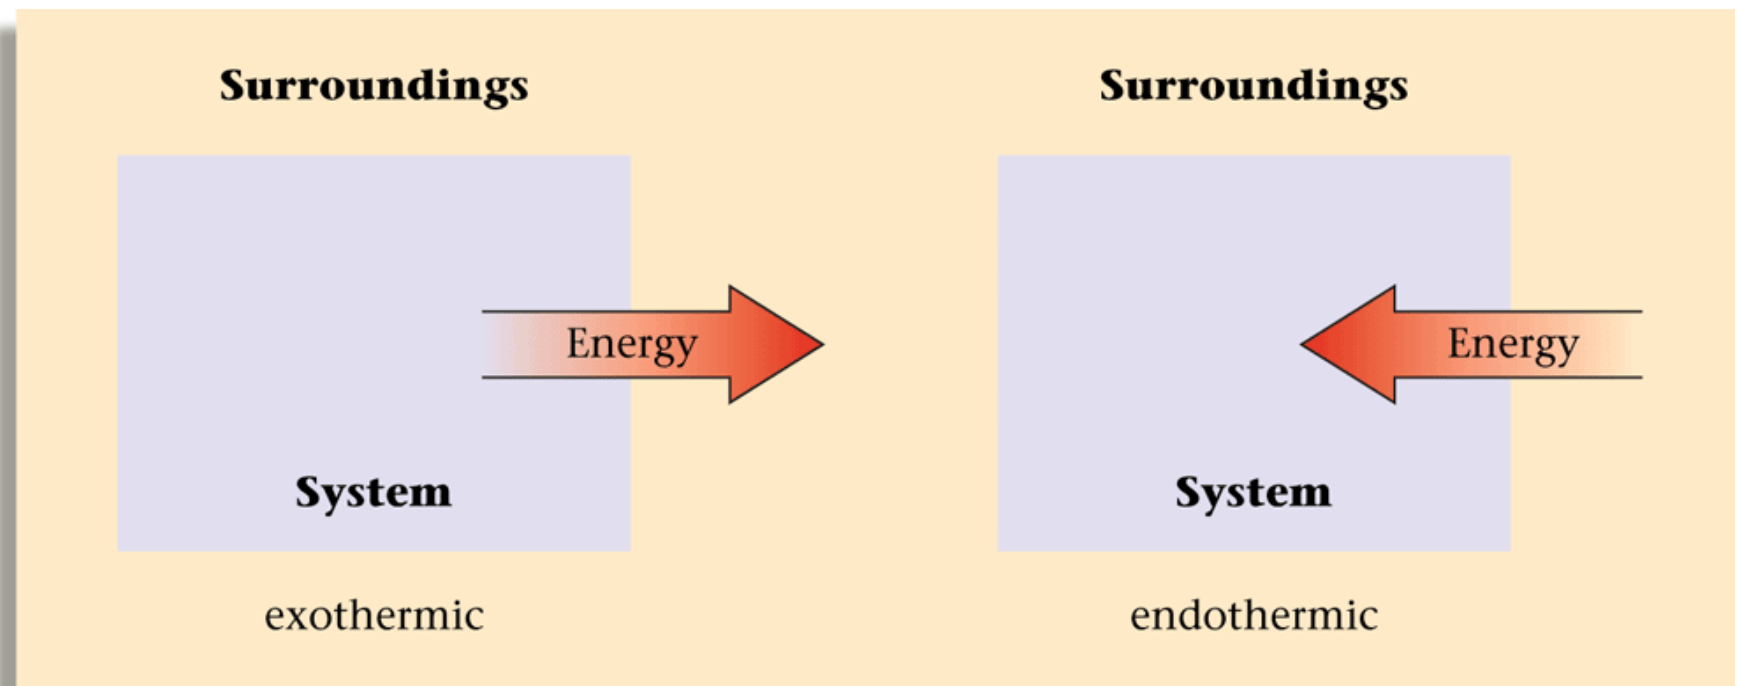 Surroundings
Surroundings
Energy
Energy
System
System
exothermic
endothermic